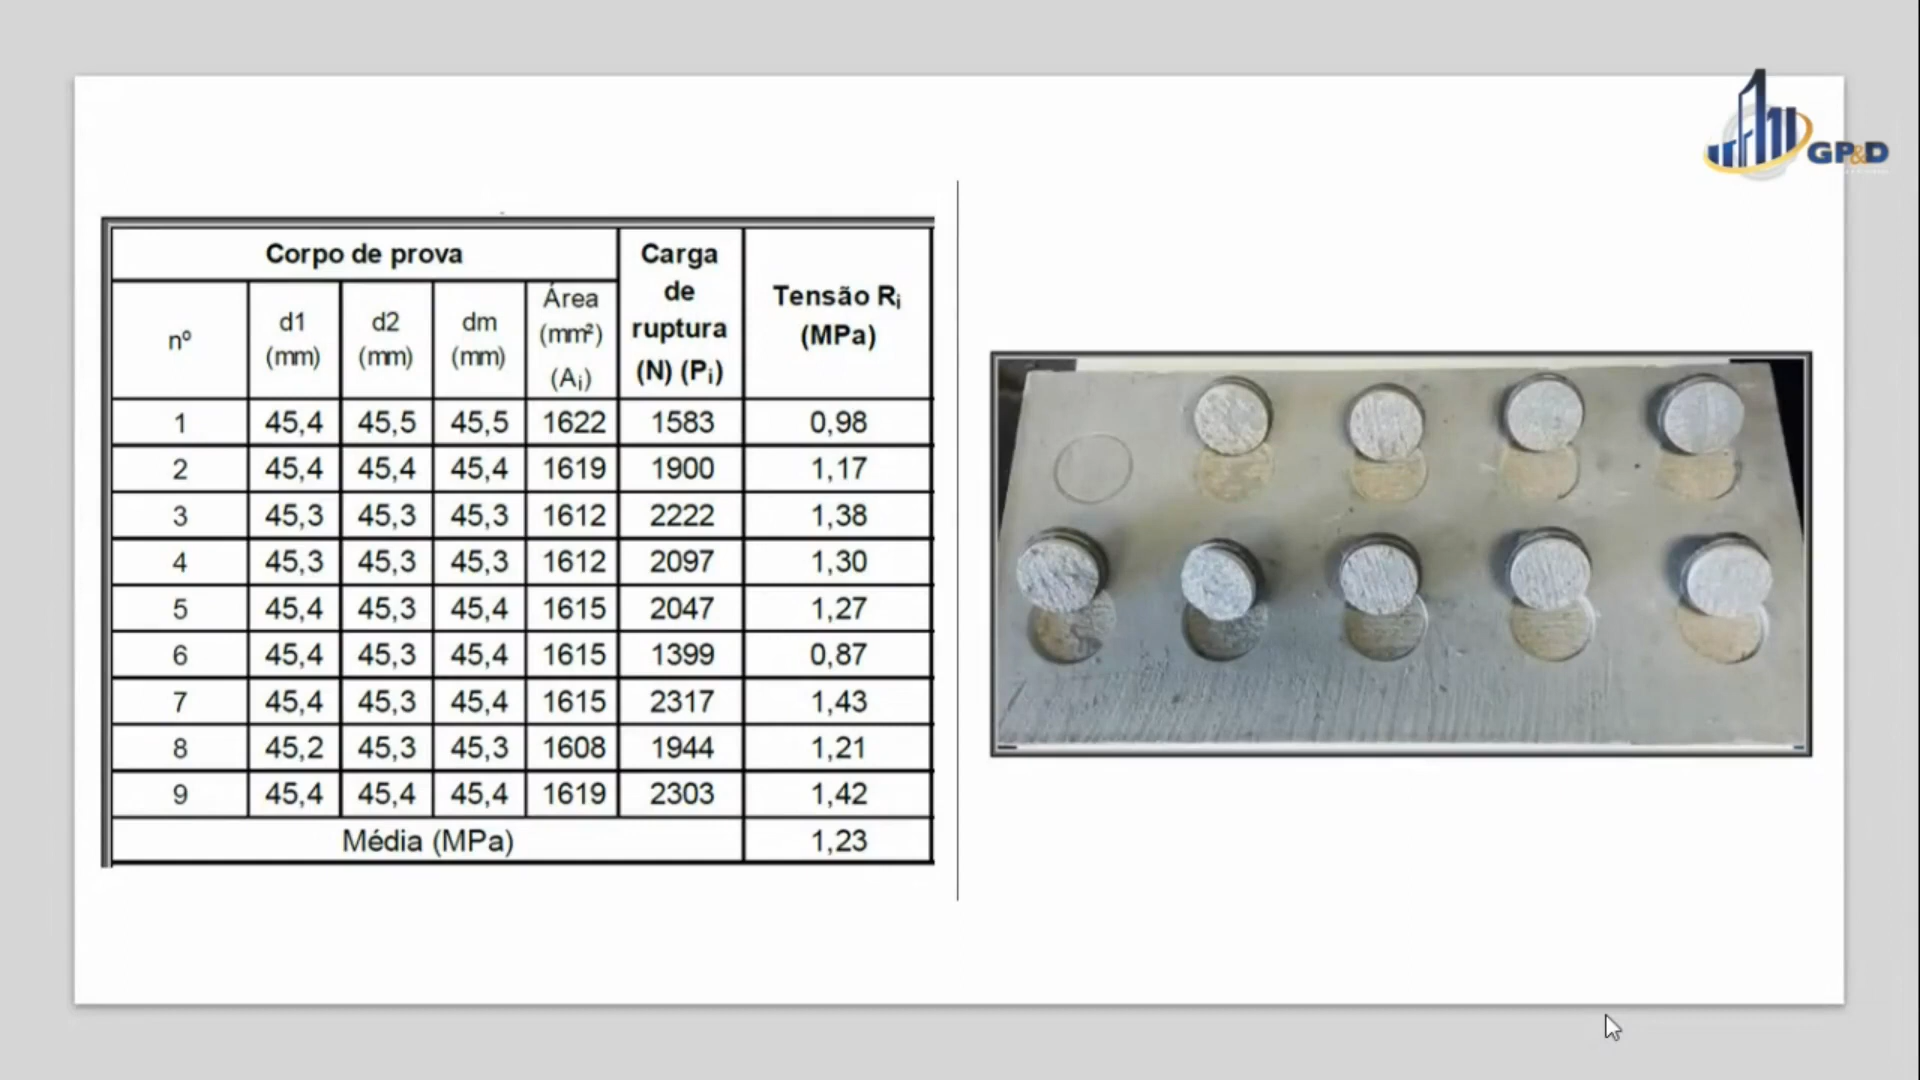 GP&D
Corpo de prova
Carga de ruptura (N) (Pi)
Tensão Ri (MPa)
nº
d1 (mm)
d2 (mm)
dm (mm)
Área (mm²) (Ai)
1 45,4 45,5 45,5 1622 1583 0,98
2 45,4 45,4 45,4 1619 1900 1,17
3 45,3 45,3 45,3 1612 2222 1,38
4 45,3 45,3 45,3 1612 2097 1,30
5 45,4 45,3 45,4 1615 2047 1,27
6 45,4 45,3 45,4 1615 1399 0,87
7 45,4 45,3 45,4 1615 2317 1,43
8 45,2 45,3 45,3 1608 1944 1,21
9 45,4 45,4 45,4 1619 2303 1,42
Média (MPa) 1,23